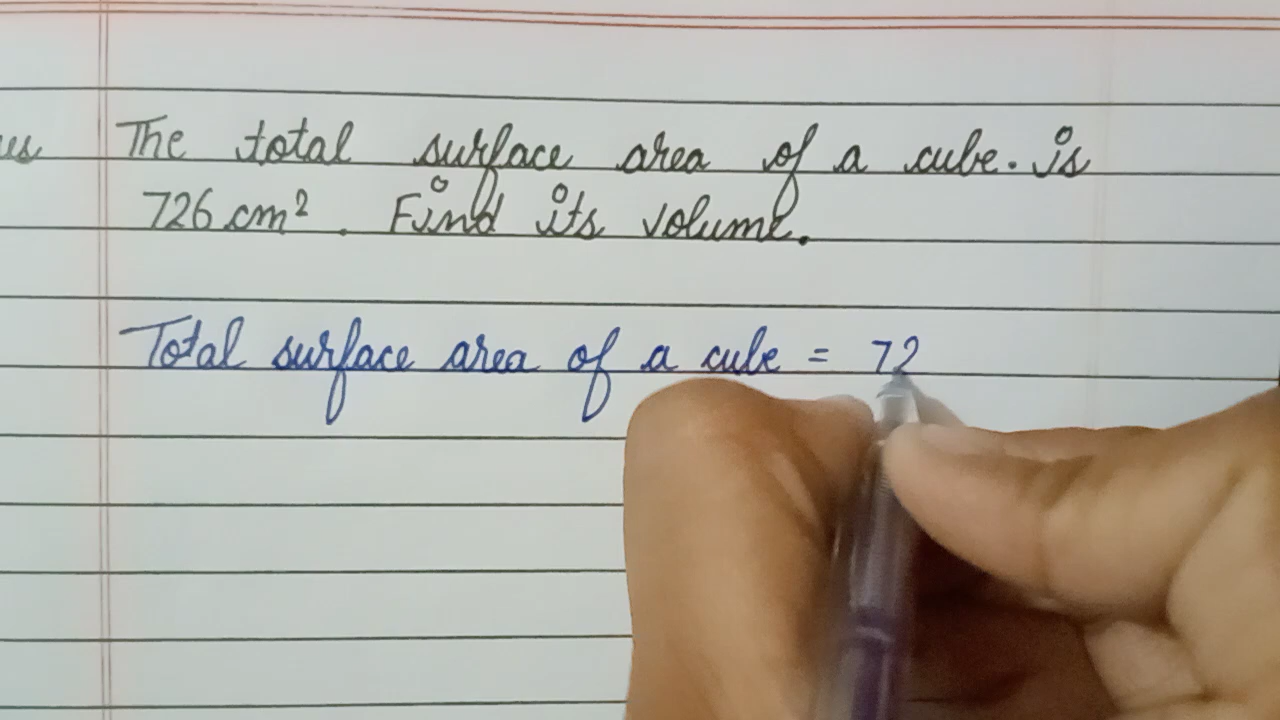 The total surface area of a cube. is
726 cm². Find its volume.
Total surface area of a cube = 72